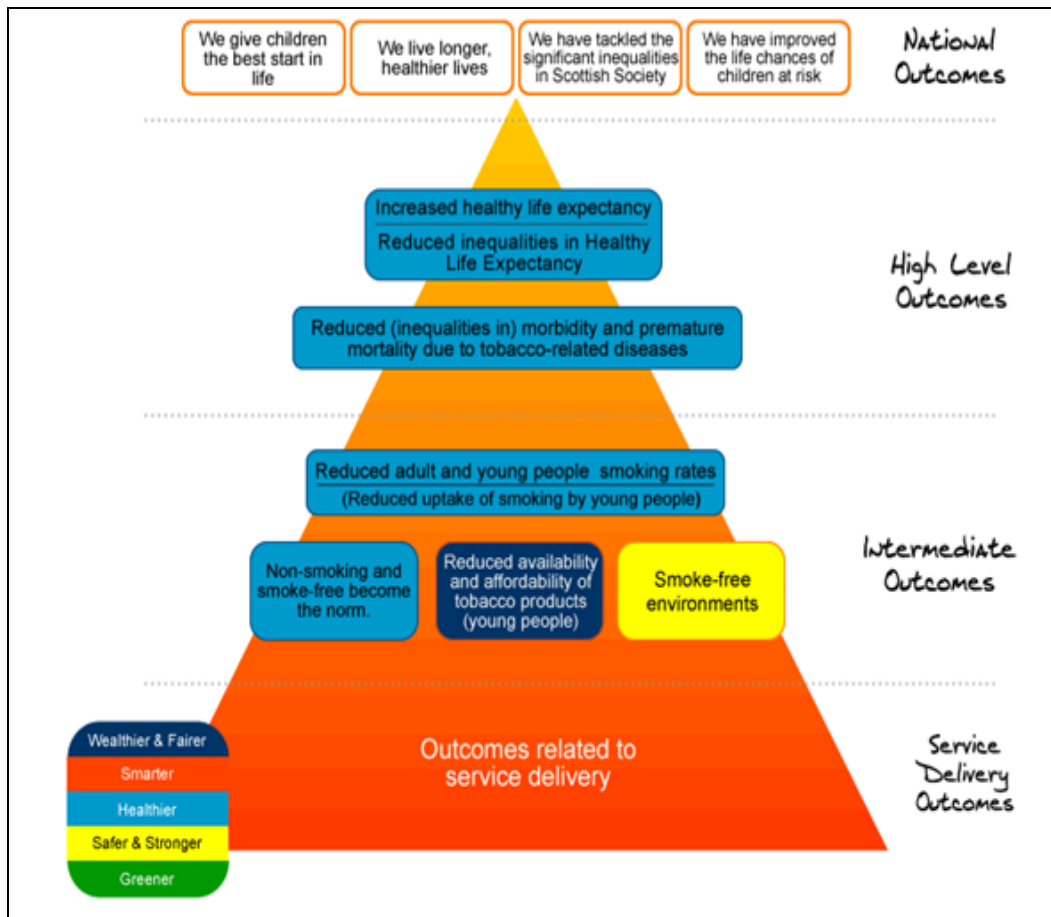 We give children
the best start in
life
We live longer,
healthier lives
We have tackled the
significant inequalities
in Scottish Society
We have improved
the life chances of
children at risk
National
Outcomes
Increased healthy life expectancy
Reduced inequalities in Healthy
Life Expectancy
High Level
Outcomes
Reduced (inequalities in) morbidity and premature
mortality due to tobacco-related diseases
Reduced adult and young people smoking rates
(Reduced uptake of smoking by young people)
Intermediate
Outcomes
Non-smoking and
smoke-free become
the norm.
Reduced availability
and affordability of
tobacco products
(young people)
Smoke-free
environments
Wealthier & Fairer
Smarter
Healthier
Safer & Stronger
Greener
Outcomes related to
service delivery
Service
Delivery
Outcomes